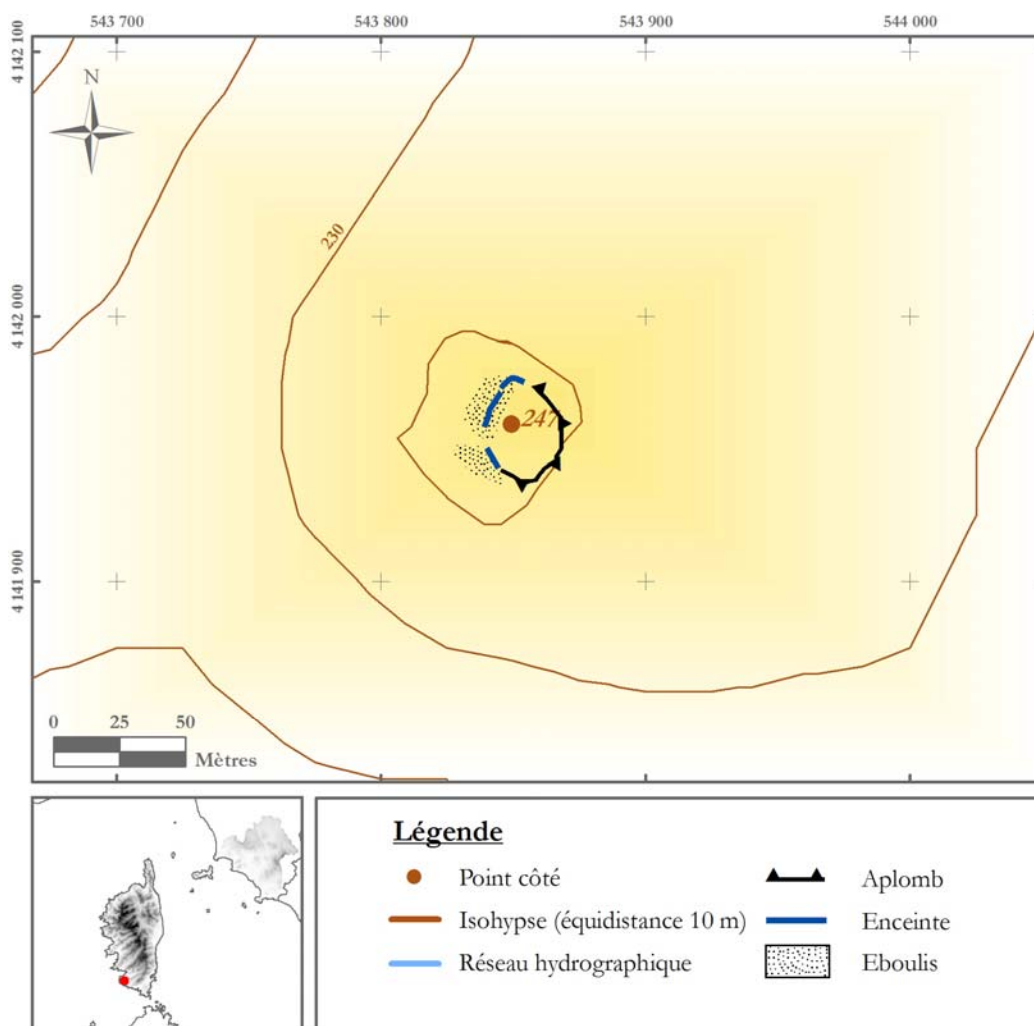 543 700 543 800 543 900 544 000
4 142 100
N
230
4 142 000
247
4 141 900
0 25 50
Mètres
Légende
Point côté
Isohypse (équidistance 10 m)
Réseau hydrographique
Aplomb
Enceinte
Eboulis